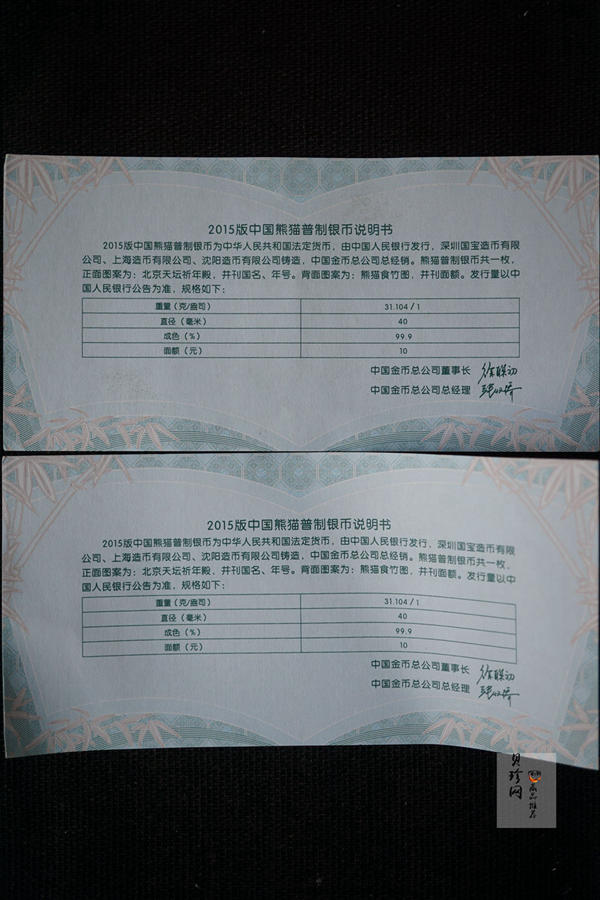 2015版中国熊猫普制银币说明书
2015版中国熊猫普制银币为中华人民共和国法定货币，由中国人民银行发行，深圳国宝造币有限
公司、上海造币有限公司、沈阳造币有限公司铸造，中国金币总公司总经销。熊猫普制银币共一枚，
正面图案为：北京天坛祈年殿，并刊国名、年号。背面图案为：熊猫食竹图，并刊面额。发行量以中
国人民银行公告为准，规格如下：
重量（克/盎司） 31.104 / 1
直径（毫米） 40
成色（%） 99.9
面额（元） 10
中国金币总公司董事长
中国金币总公司总经理
2015版中国熊猫普制银币说明书
2015版中国熊猫普制银币为中华人民共和国法定货币，由中国人民银行发行，深圳国宝造币有限
公司、上海造币有限公司、沈阳造币有限公司铸造，中国金币总公司总经销。熊猫普制银币共一枚，
正面图案为：北京天坛祈年殿，并刊国名、年号。背面图案为：熊猫食竹图，并刊面额。发行量以中
国人民银行公告为准，规格如下：
重量（克/盎司） 31.104 / 1
直径（毫米） 40
成色（%） 99.9
面额（元） 10
中国金币总公司董事长
中国金币总公司总经理